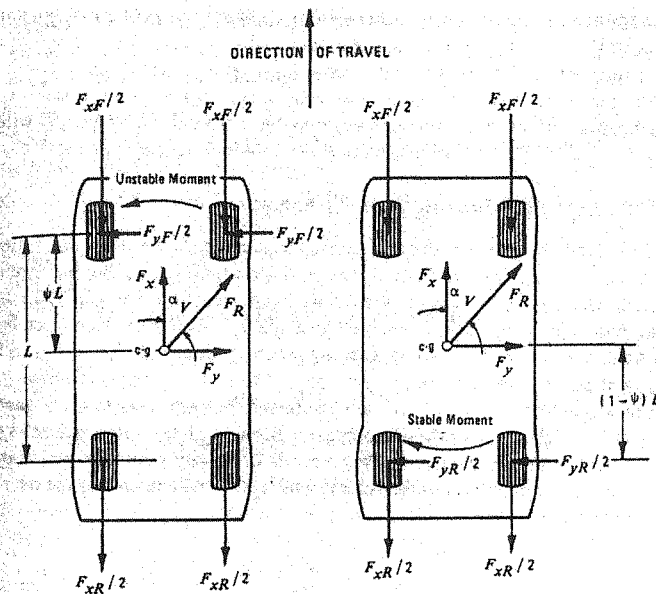 DIRECTION OF TRAVEL
F_xF/2 F_xF/2 F_xF/2 F_xF/2
Unstable Moment
F_yF/2 F_yF/2
ψL
L
F_x α_V F_R
c·g
F_y
F_x α_V F_R
c·g
F_y
(1-ψ)
Stable Moment
F_yR/2 F_yR/2
F_xR/2 F_xR/2 F_xR/2 F_xR/2